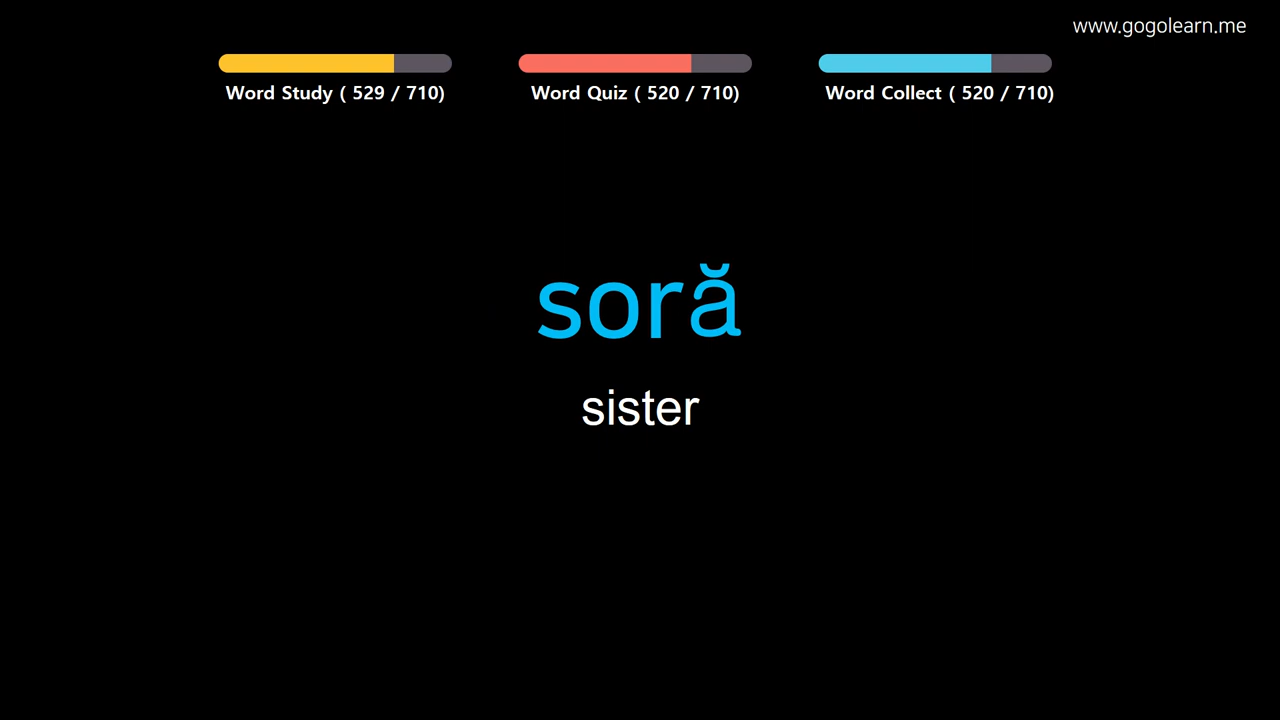 www.gogolearn.me
Word Study ( 529 / 710)
Word Quiz ( 520 / 710)
Word Collect ( 520 / 710)
soră
sister